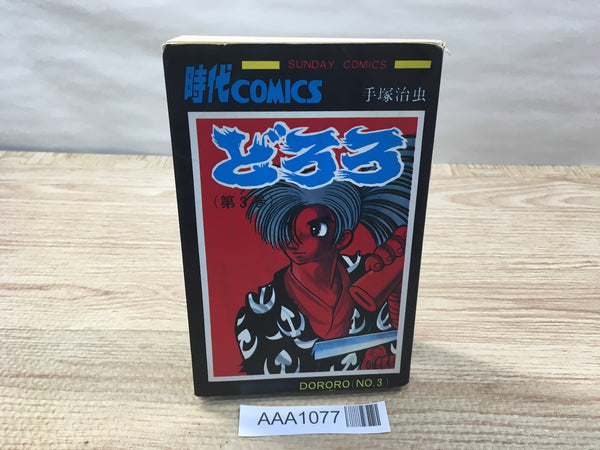 SUNDAY COMICS
時代COMICS
手塚治虫
どろろ
(第3巻)
DORORO (NO.3)
AAA1077